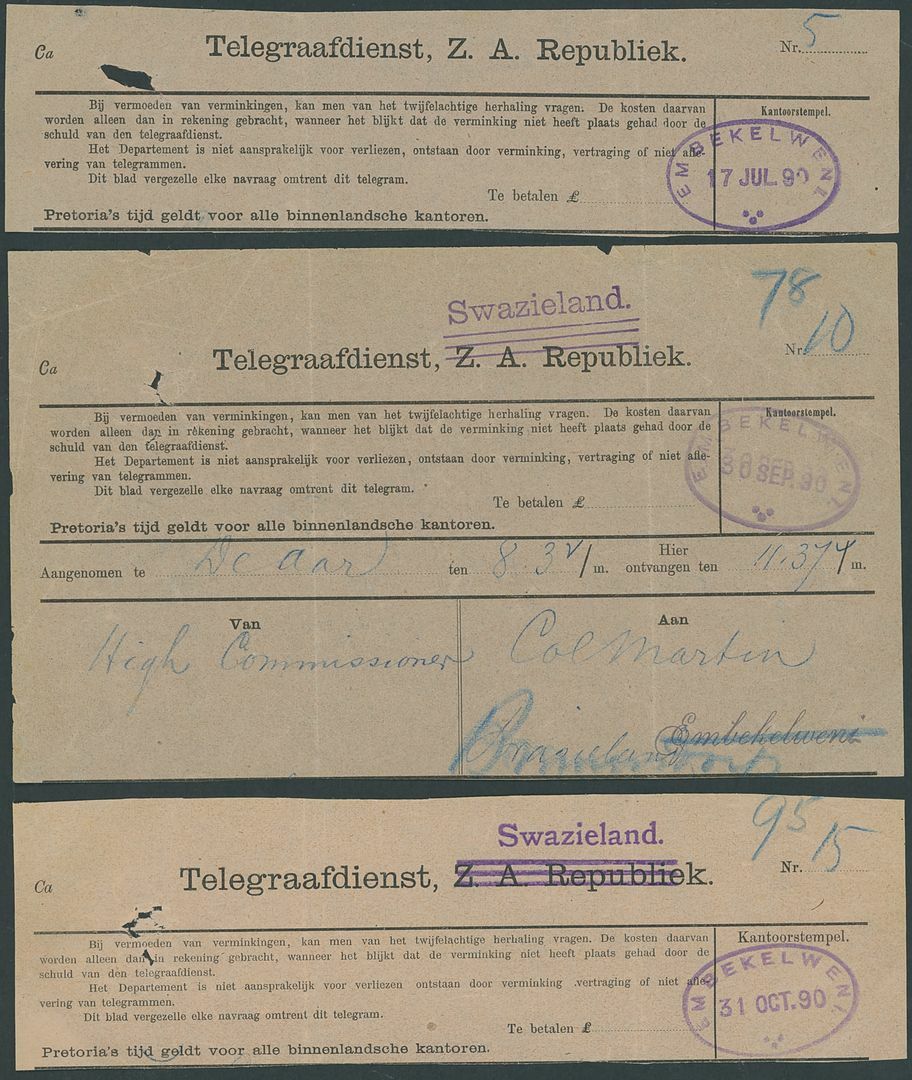 Ca
Telegraafdienst, Z. A. Republiek.
Nr. 5
Bij vermoeden van verminkingen, kan men van het twijfelachtige herhaling vragen. De kosten daarvan
worden alleen dan in rekening gebracht, wanneer het blijkt dat de verminking niet heeft plaats gehad door de
schuld van den telegraafdienst.
Het Departement is niet aansprakelijk voor verliezen, ontstaan door verminking, vertraging of niet afle-
vering van telegrammen.
Dit blad vergezelle elke navraag omtrent dit telegram.
Te betalen £
Pretoria's tijd geldt voor alle binnenlandsche kantoren.
Kantoorstempel.
EMBEKELWENI
17 JUL. 90
78
Swazieland.
Ca
Telegraafdienst, Z. A. Republiek.
Nr. 10
Bij vermoeden van verminkingen, kan men van het twijfelachtige herhaling vragen. De kosten daarvan
worden alleen dan in rekening gebracht, wanneer het blijkt dat de verminking niet heeft plaats gehad door de
schuld van den telegraafdienst.
Het Departement is niet aansprakelijk voor verliezen, ontstaan door verminking, vertraging of niet afle-
vering van telegrammen.
Dit blad vergezelle elke navraag omtrent dit telegram.
Te betalen £
Pretoria's tijd geldt voor alle binnenlandsche kantoren.
Kantoorstempel.
EMBEKELWENI
30 SEP. 90
Aangenomen te De Aar ten m. Hier ontvangen ten m.
Van
High Commissioner
Aan
Col Martin
Embekelweni
95
Swazieland.
Ca
Telegraafdienst, Z. A. Republiek.
Nr. 15
Bij vermoeden van verminkingen, kan men van het twijfelachtige herhaling vragen. De kosten daarvan
worden alleen dan in rekening gebracht, wanneer het blijkt dat de verminking niet heeft plaats gehad door de
schuld van den telegraafdienst.
Het Departement is niet aansprakelijk voor verliezen ontstaan door verminking vertraging of niet afle-
vering van telegrammen.
Dit blad vergezelle elke navraag omtrent dit telegram.
Te betalen £
Pretoria's tijd geldt voor alle binnenlandsche kantoren.
Kantoorstempel.
EMBEKELWENI
31 OCT. 90